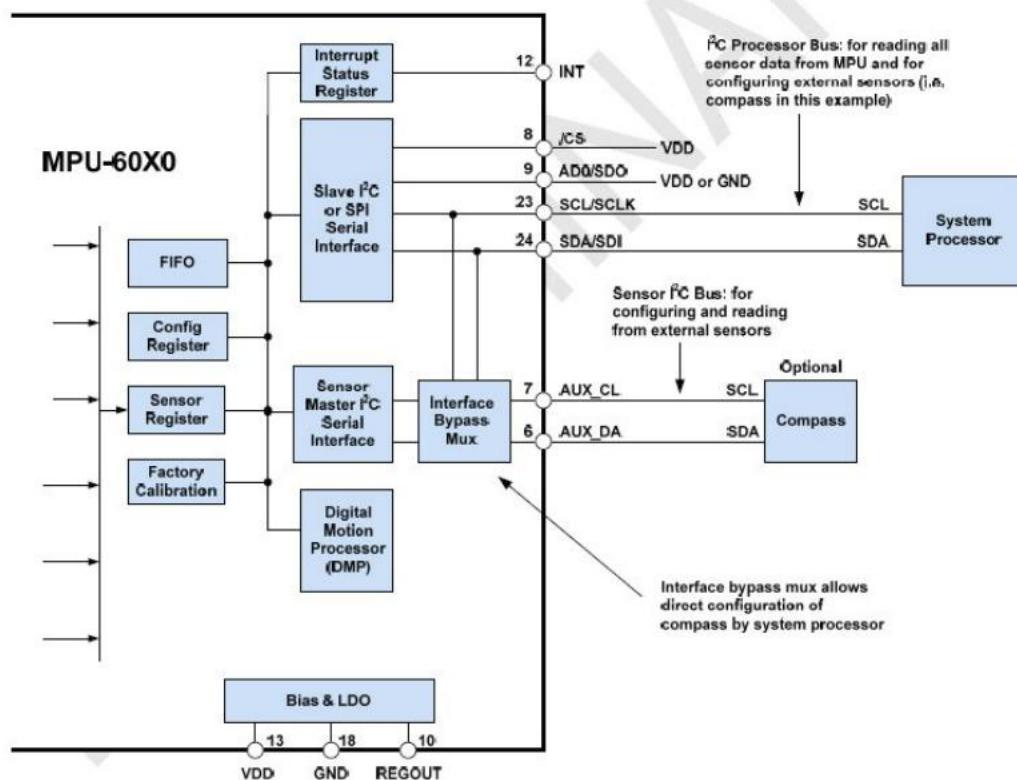 Interrupt
Status
Register
12
INT
I²C Processor Bus: for reading all
sensor data from MPU and for
configuring external sensors (i.e.
compass in this example)
MPU-60X0
Slave I²C
or SPI
Serial
Interface
8
/CS
VDD
9
AD0/SDO
VDD or GND
23
SCL/SCLK
SCL
24
SDA/SDI
SDA
System
Processor
FIFO
Config
Register
Sensor
Register
Factory
Calibration
Sensor I²C Bus: for
configuring and reading
from external sensors
Sensor
Master I²C
Serial
Interface
Interface
Bypass
Mux
7
AUX_CL
SCL
6
AUX_DA
SDA
Optional
Compass
Digital
Motion
Processor
(DMP)
Interface bypass mux allows
direct configuration of
compass by system processor
Bias & LDO
13
18
10
VDD
GND
REGOUT